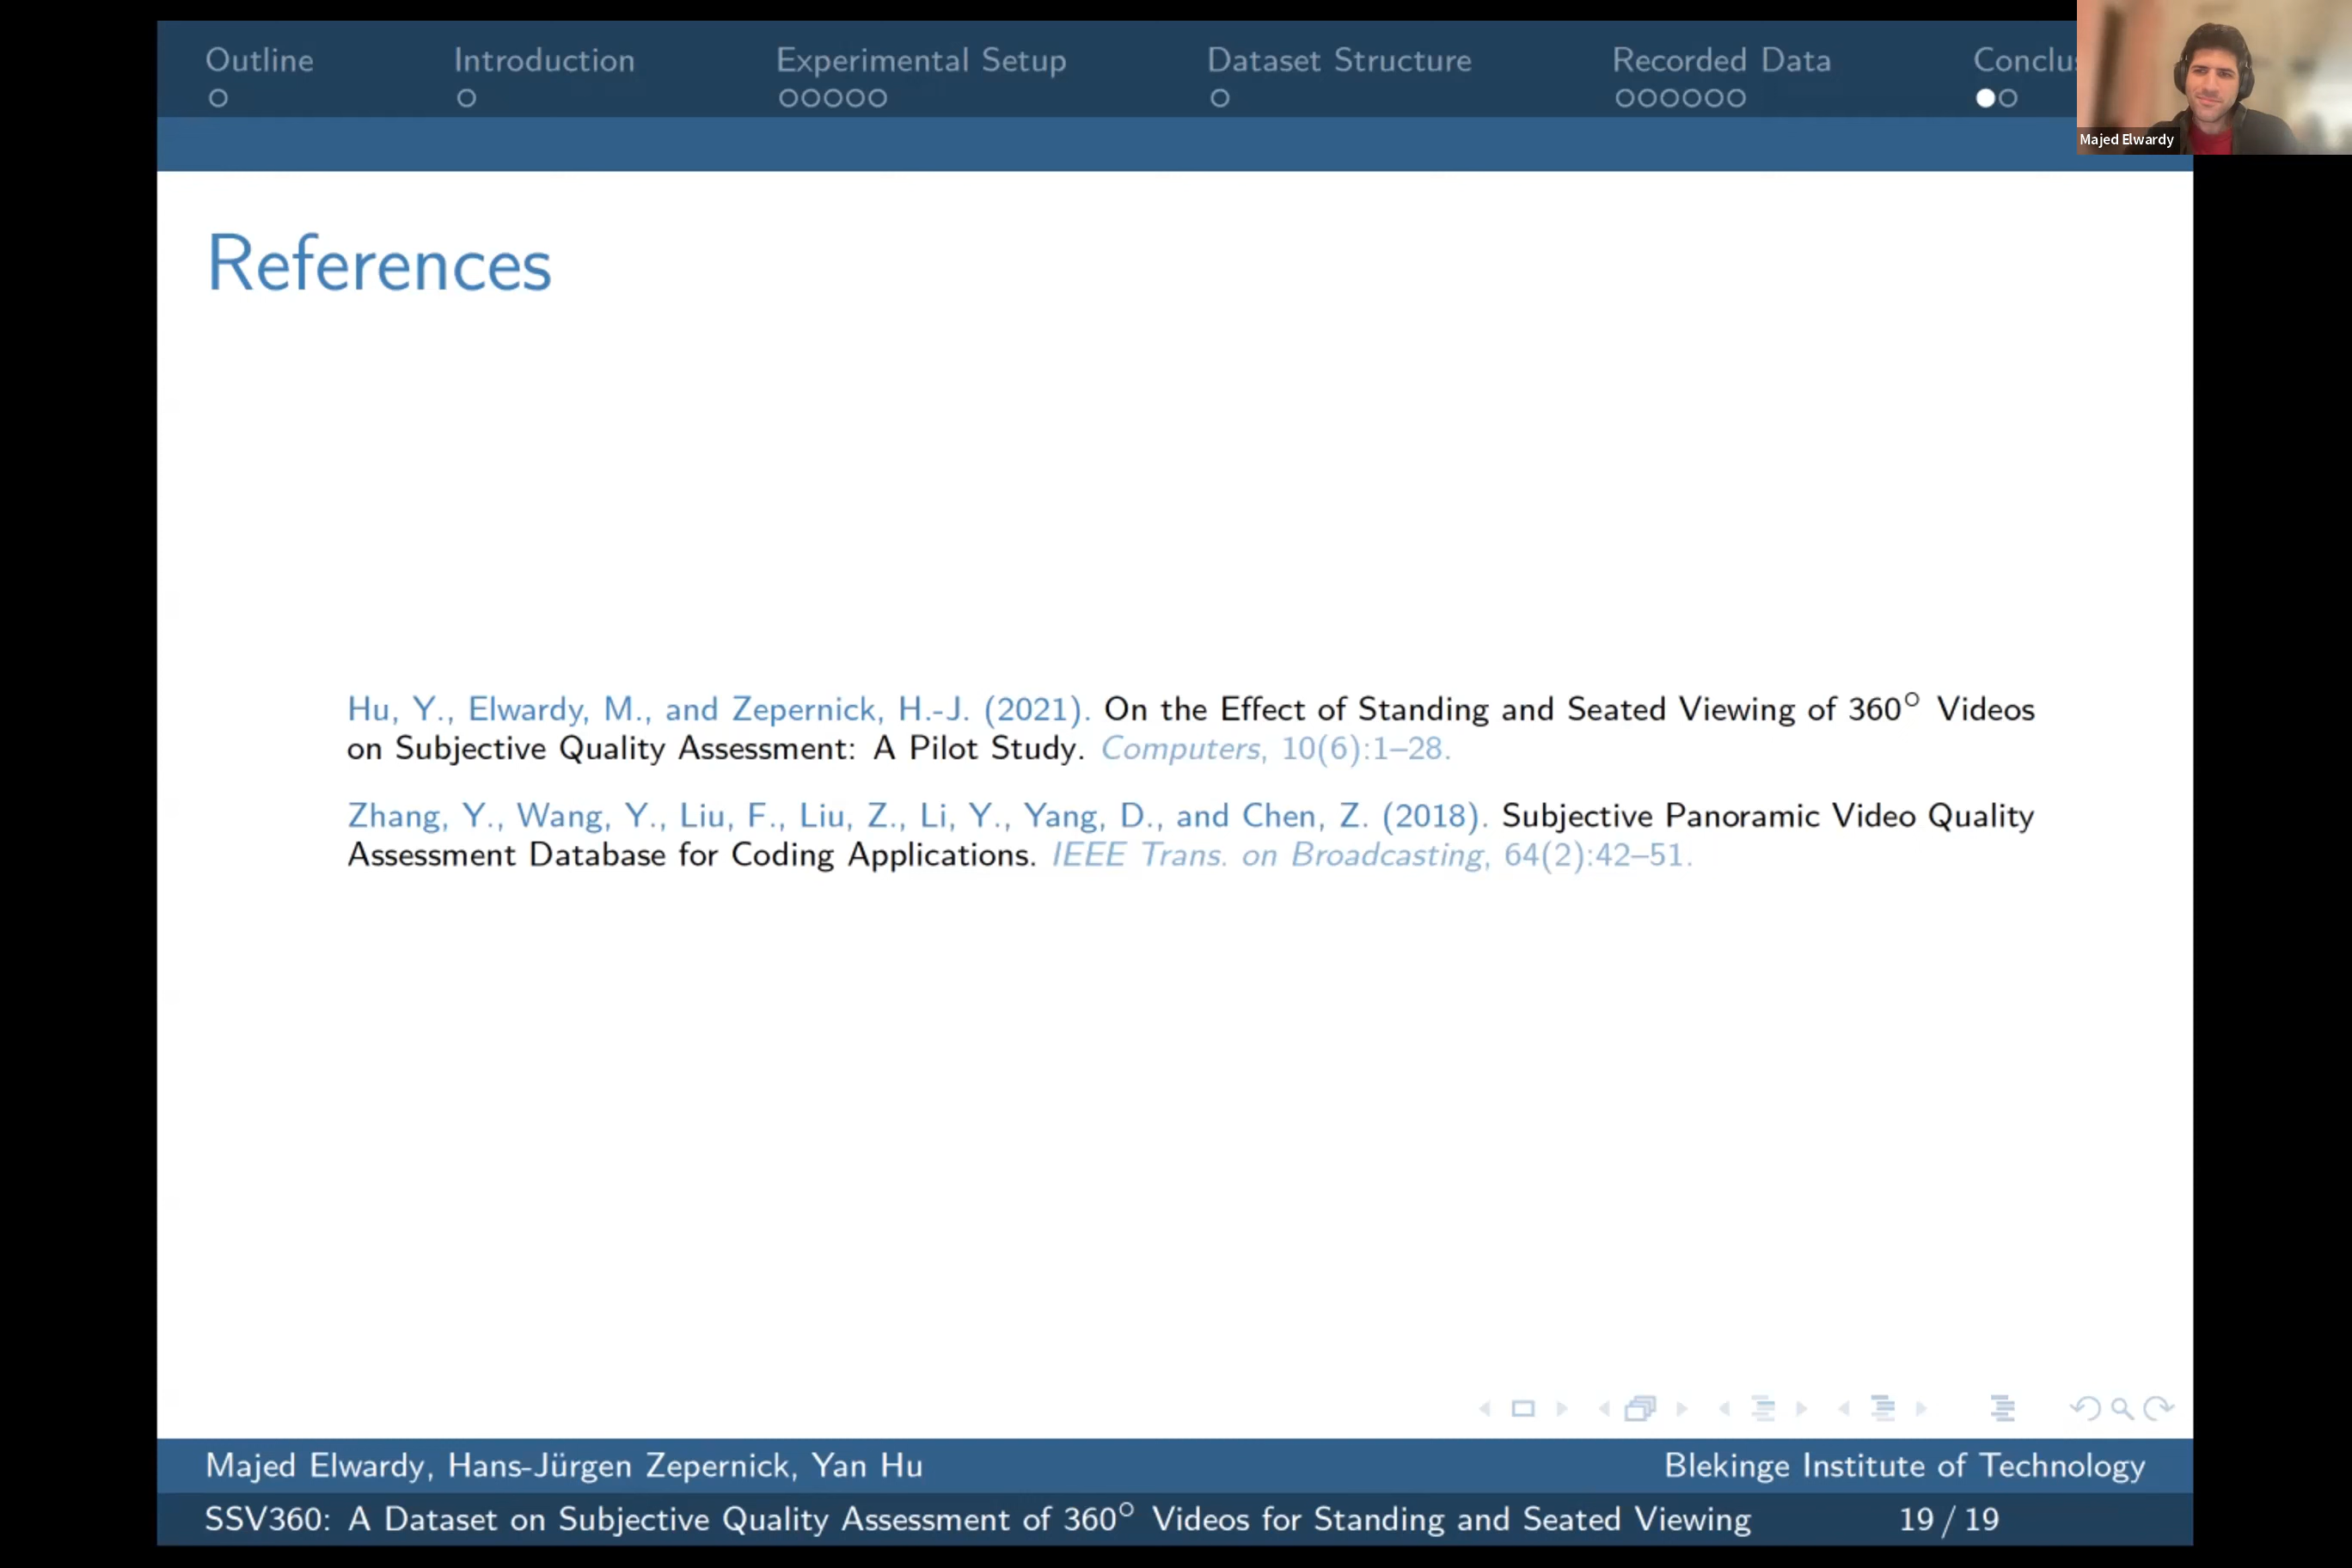 Outline Introduction Experimental Setup Dataset Structure Recorded Data Conclus
Majed Elwardy
References
Hu, Y., Elwardy, M., and Zepernick, H.-J. (2021). On the Effect of Standing and Seated Viewing of 360° Videos
on Subjective Quality Assessment: A Pilot Study. Computers, 10(6):1–28.
Zhang, Y., Wang, Y., Liu, F., Liu, Z., Li, Y., Yang, D., and Chen, Z. (2018). Subjective Panoramic Video Quality
Assessment Database for Coding Applications. IEEE Trans. on Broadcasting, 64(2):42–51.
Majed Elwardy, Hans-Jürgen Zepernick, Yan Hu Blekinge Institute of Technology
SSV360: A Dataset on Subjective Quality Assessment of 360° Videos for Standing and Seated Viewing 19 / 19